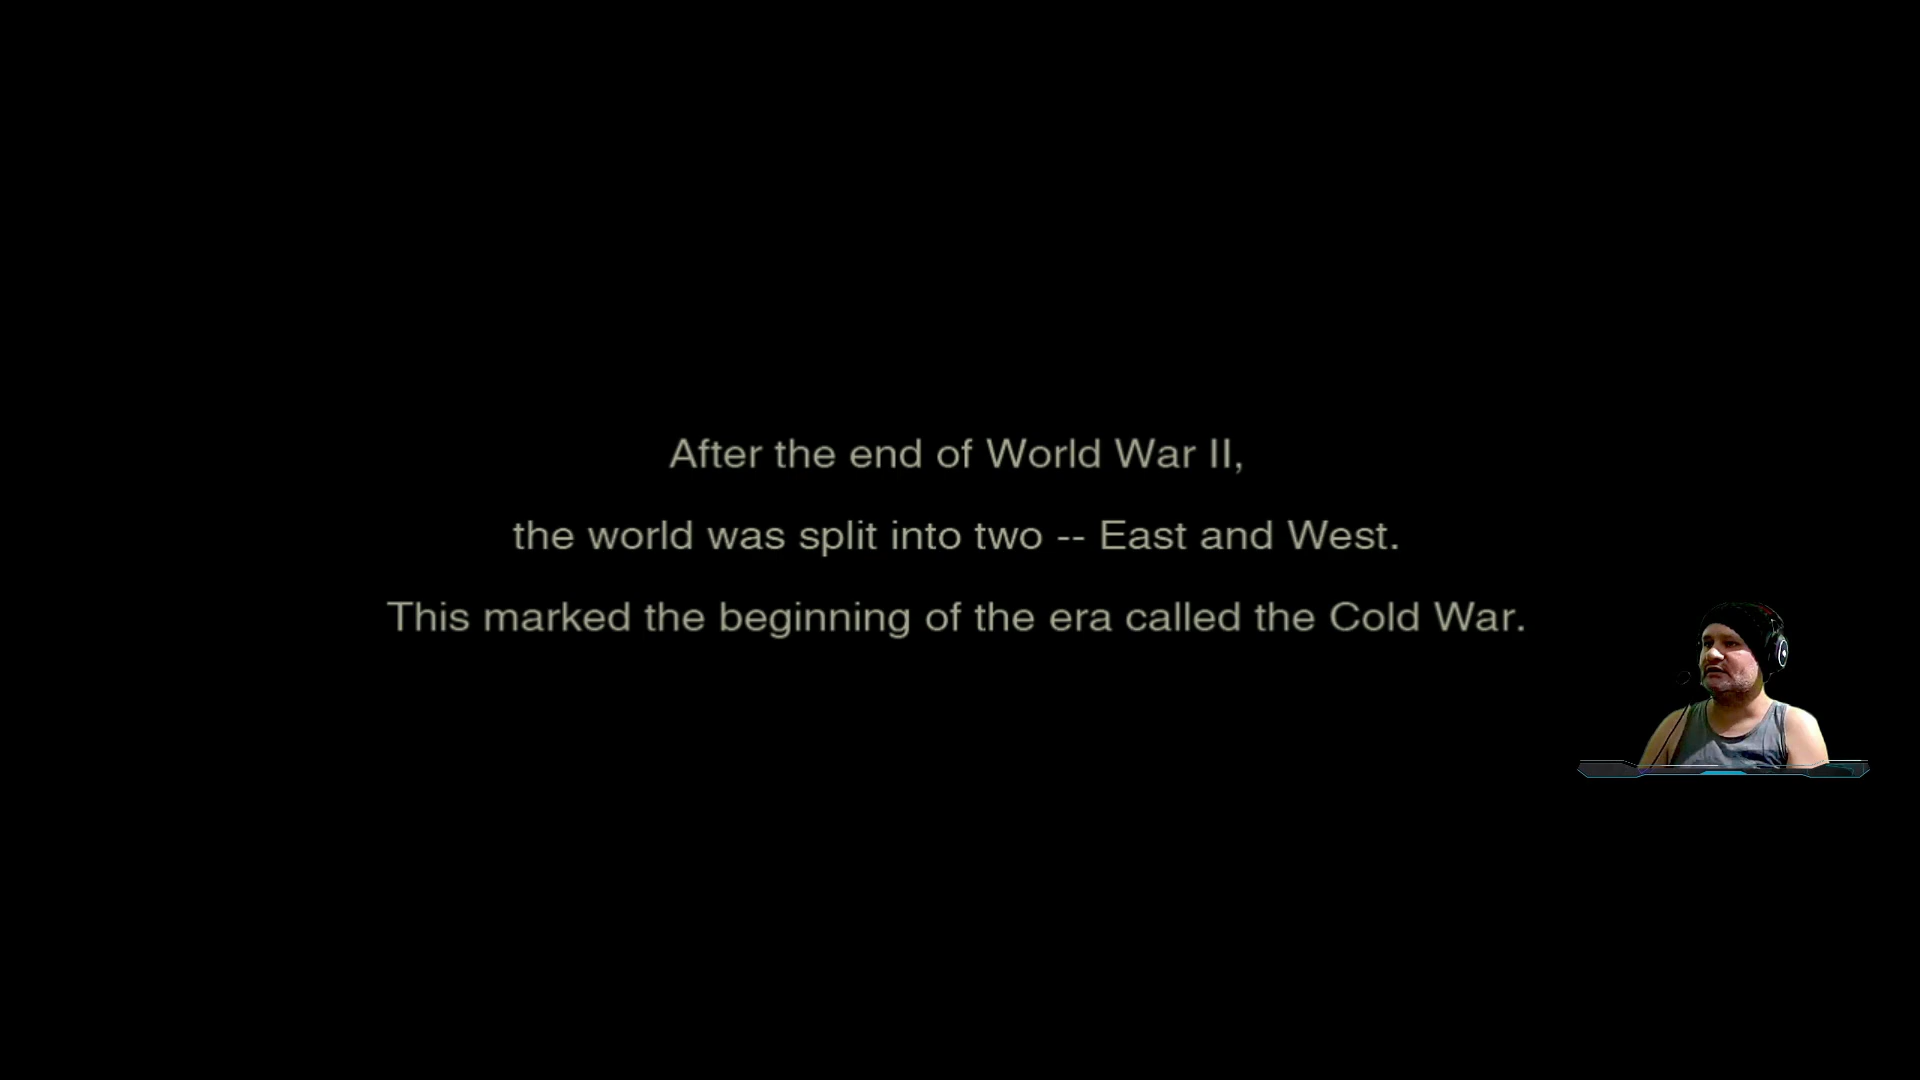 After the end of World War II,
the world was split into two -- East and West.
This marked the beginning of the era called the Cold War.